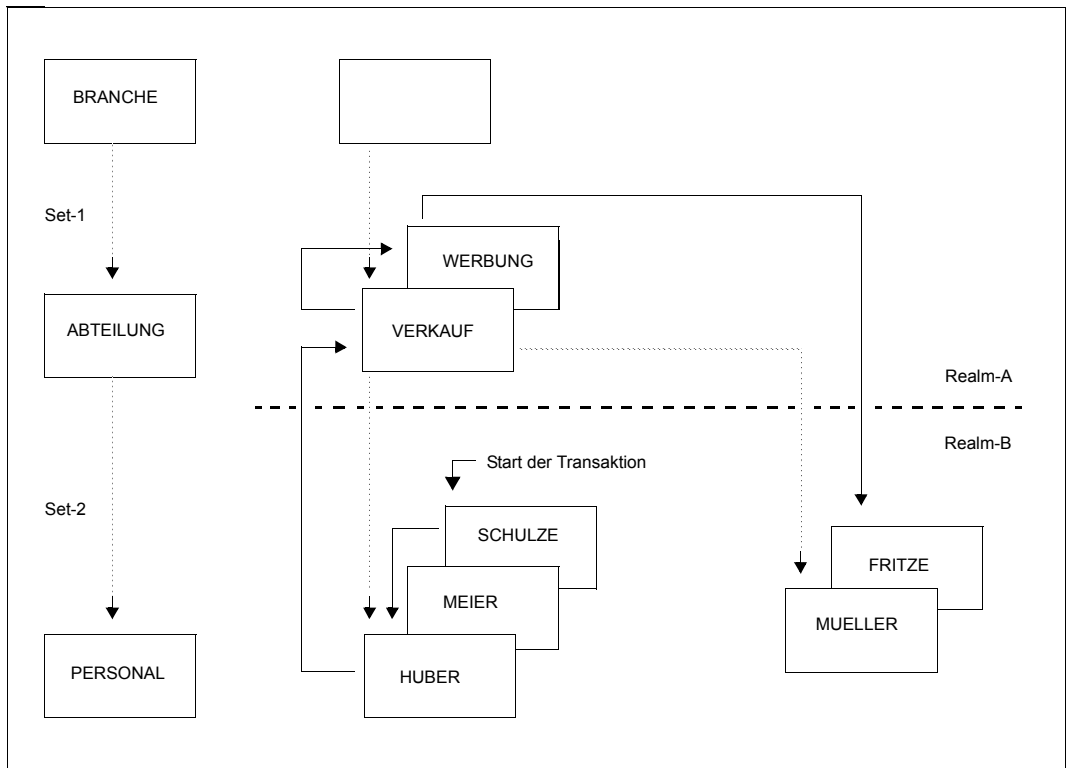 BRANCHE
Set-1
WERBUNG
ABTEILUNG
VERKAUF
Realm-A
Realm-B
Start der Transaktion
Set-2
SCHULZE
FRITZE
MEIER
MUELLER
PERSONAL
HUBER